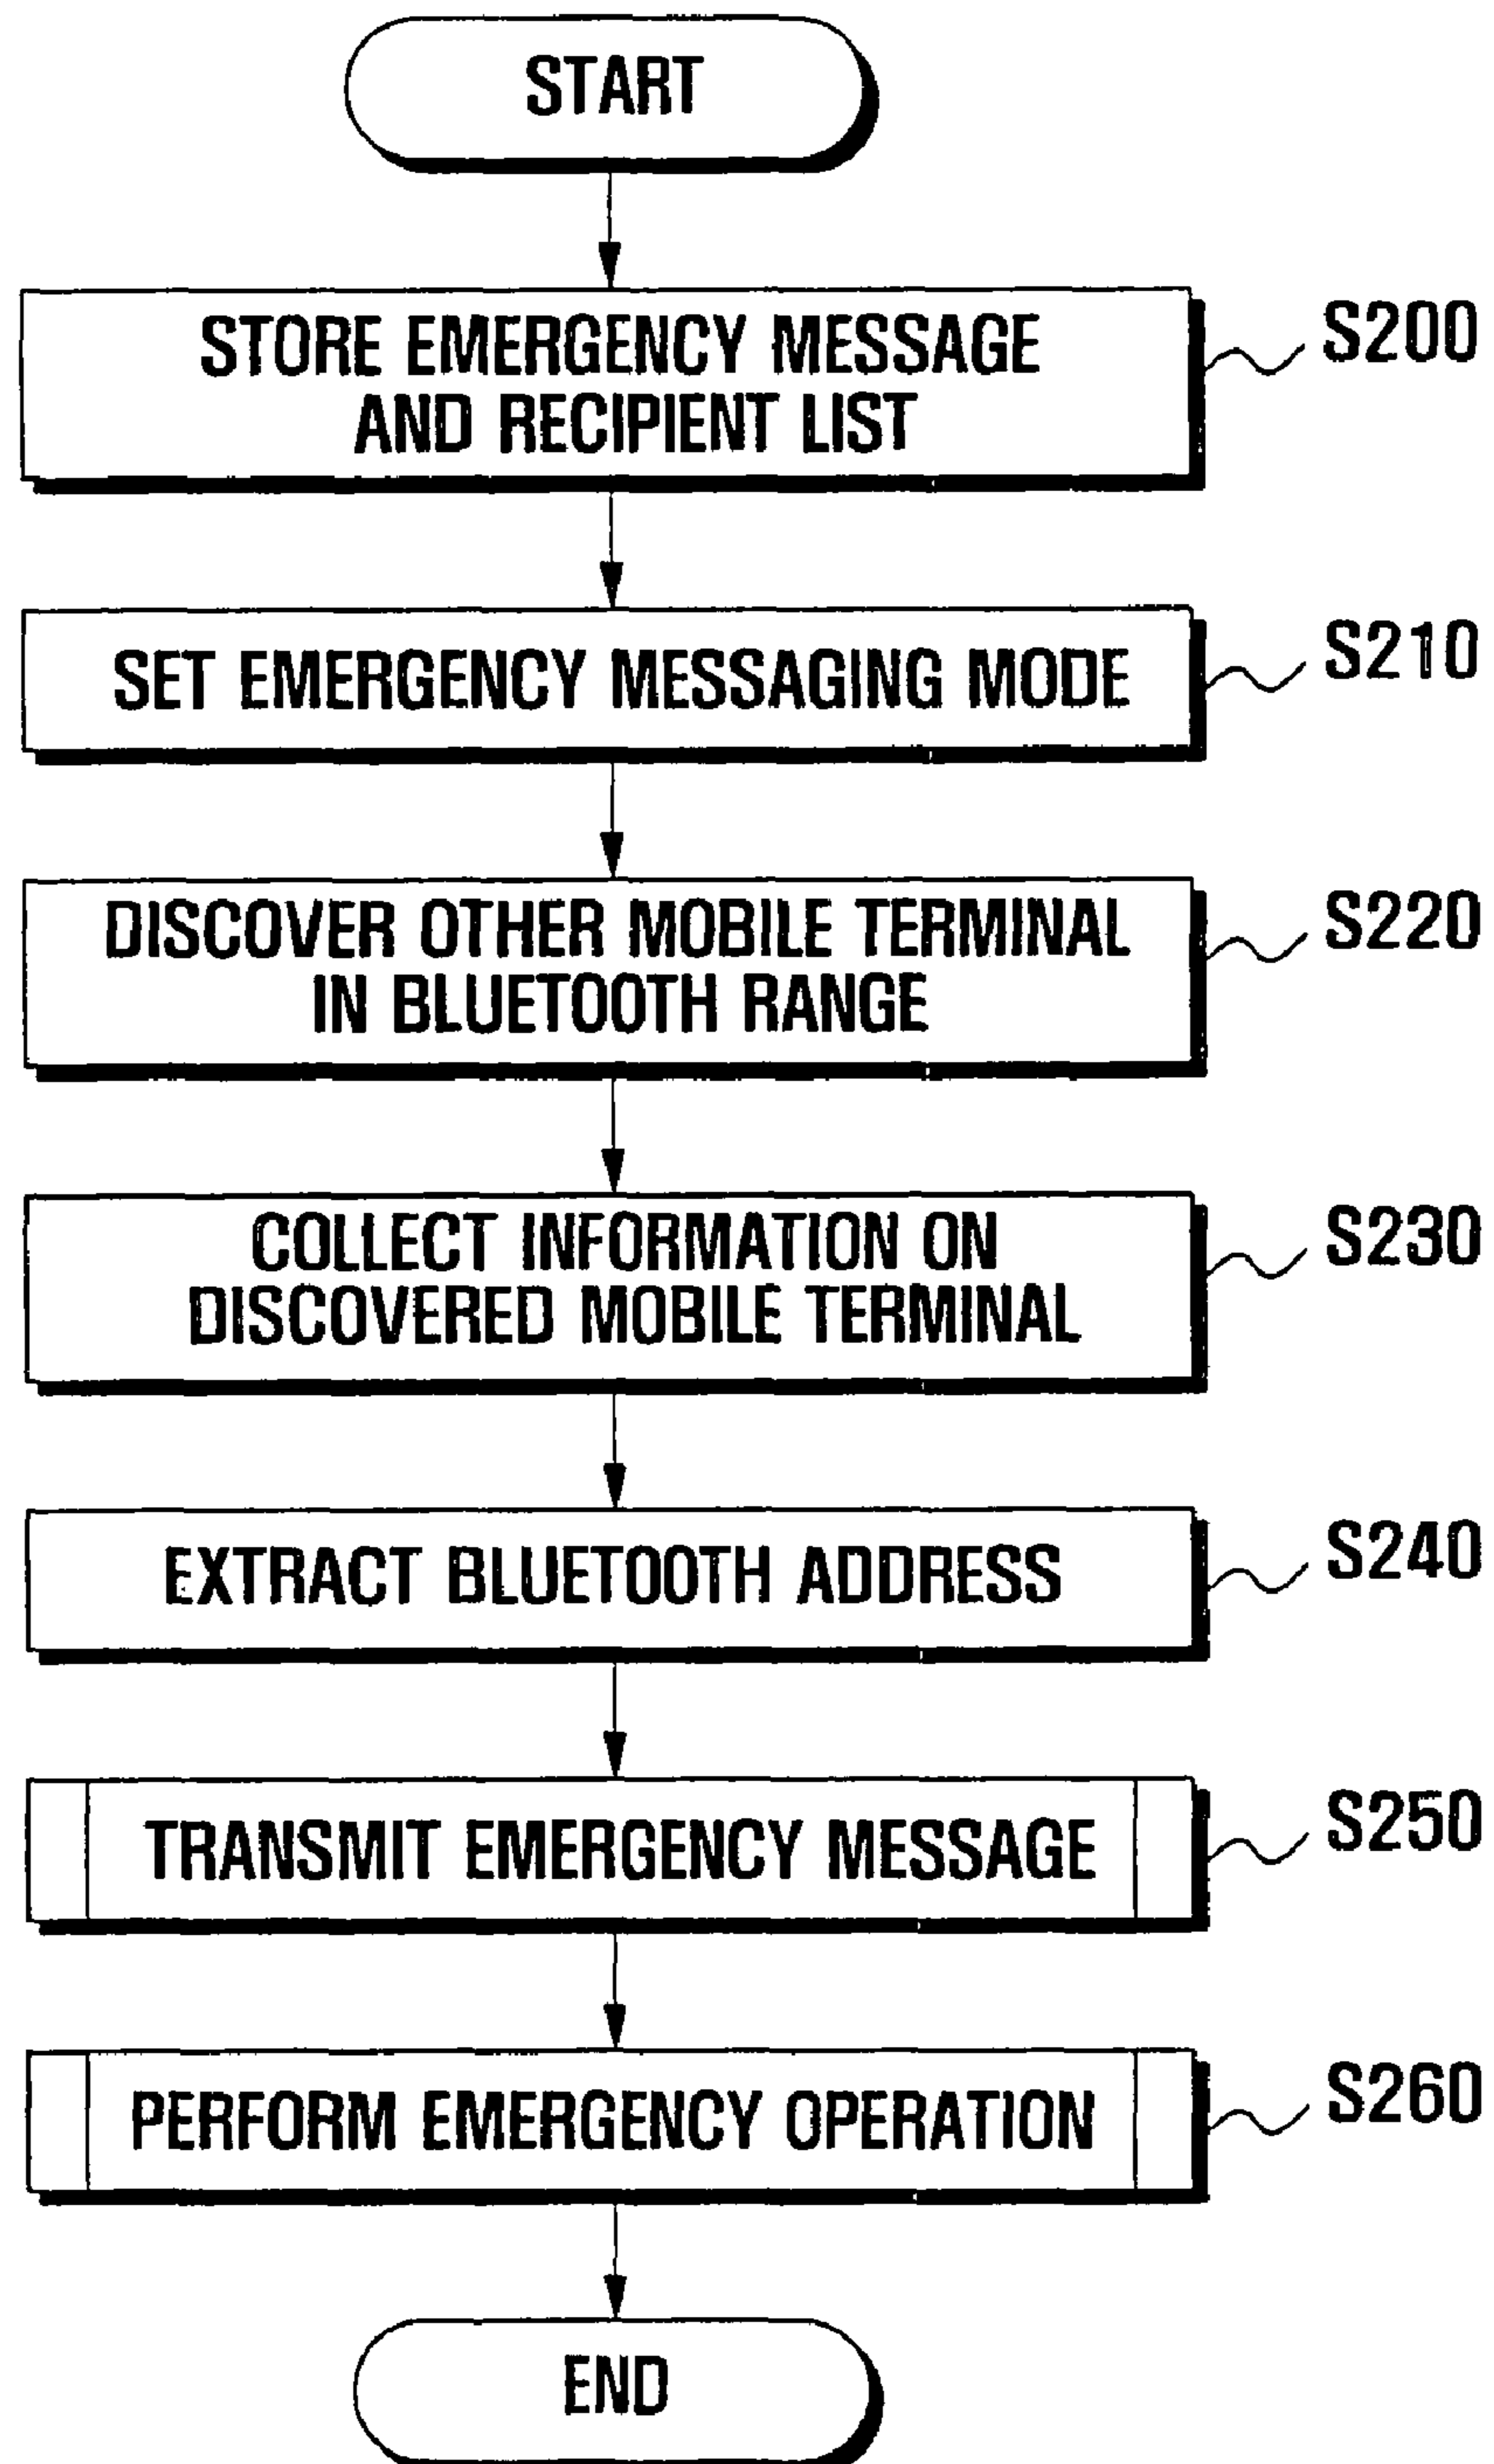 START
STORE EMERGENCY MESSAGE
AND RECIPIENT LIST
S200
SET EMERGENCY MESSAGING MODE
S210
DISCOVER OTHER MOBILE TERMINAL
IN BLUETOOTH RANGE
S220
COLLECT INFORMATION ON
DISCOVERED MOBILE TERMINAL
S230
EXTRACT BLUETOOTH ADDRESS
S240
TRANSMIT EMERGENCY MESSAGE
S250
PERFORM EMERGENCY OPERATION
S260
END